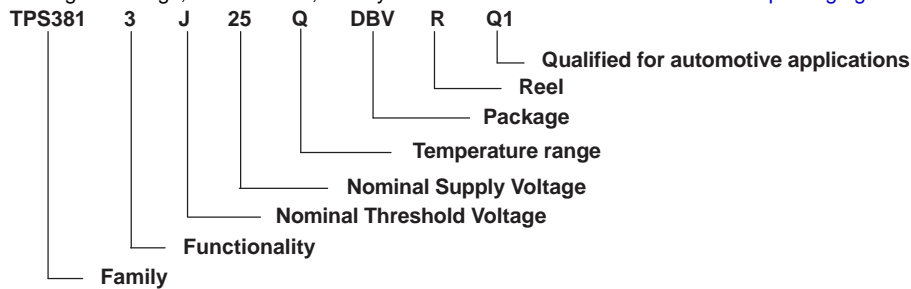 TPS381 3 J 25 Q DBV R Q1
Qualified for automotive applications
Reel
Package
Temperature range
Nominal Supply Voltage
Nominal Threshold Voltage
Functionality
Family